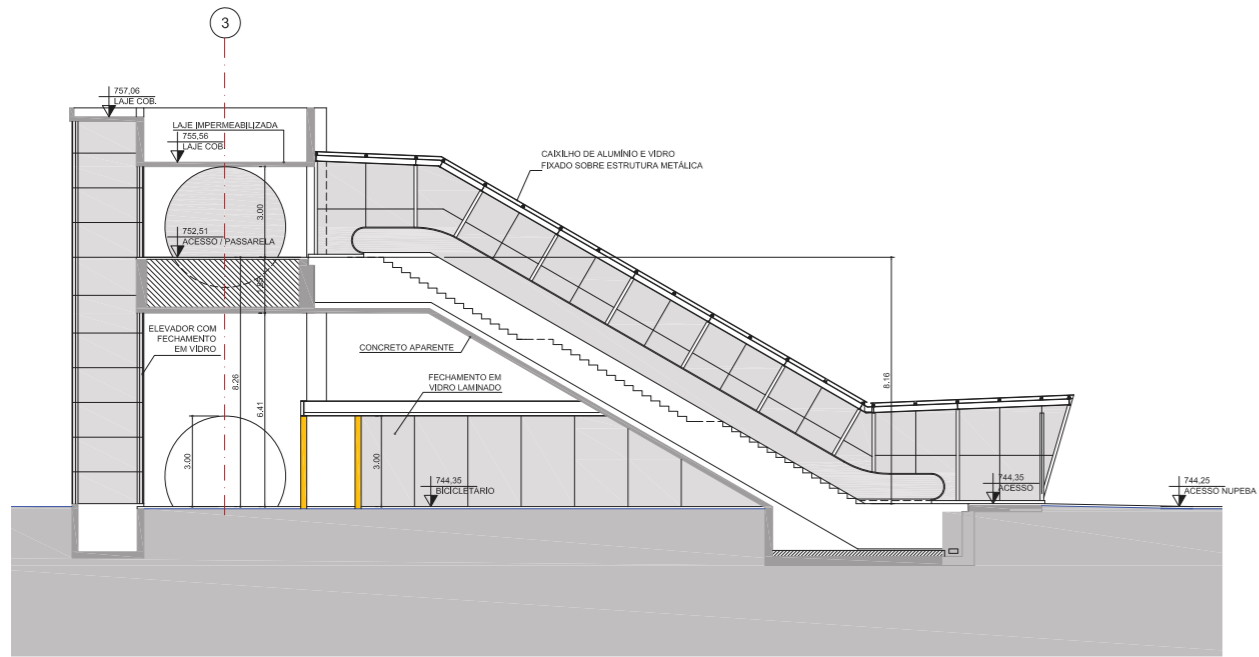 3
757,06
LAJE COB.
LAJE IMPERMEABILIZADA
755,56
LAJE COB.
CAIXILHO DE ALUMÍNIO E VIDRO
FIXADO SOBRE ESTRUTURA METÁLICA
3.00
752,51
ACESSO / PASSARELA
1.85
ELEVADOR COM
FECHAMENTO
EM VIDRO
CONCRETO APARENTE
FECHAMENTO EM
VIDRO LAMINADO
8.26
6.41
8.16
3.00
3.00
744,35
BICICLETÁRIO
744,35
ACESSO
744,25
ACESSO NUPEBA